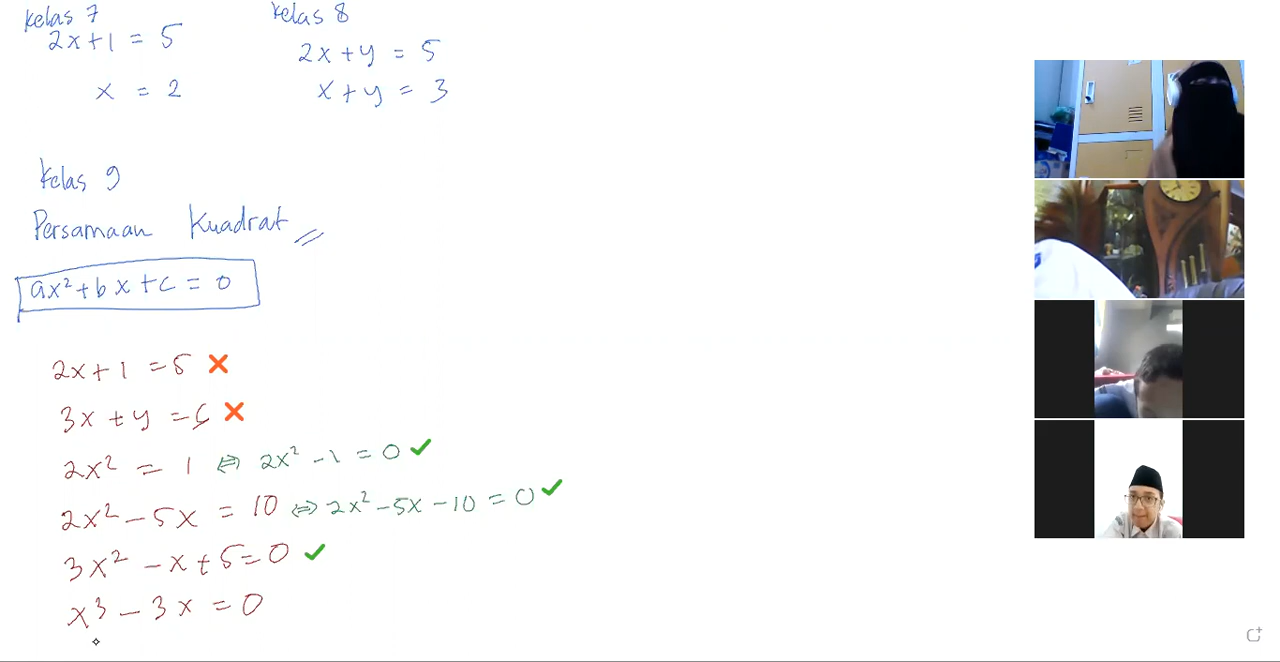 Kelas 7
2x+1 = 5
x = 2
Kelas 8
2x+y = 5
x+y = 3
Kelas 9
Persamaan Kuadrat
ax²+bx+c = 0
2x+1 =5 ❌
3x +y = ❌
2x² = 1 ⇔ 2x² -1 = 0 ✔
2x² -5x = 10 ⇔ 2x² -5x -10 = 0 ✔
3x² -x+5=0 ✔
x³ - 3x = 0